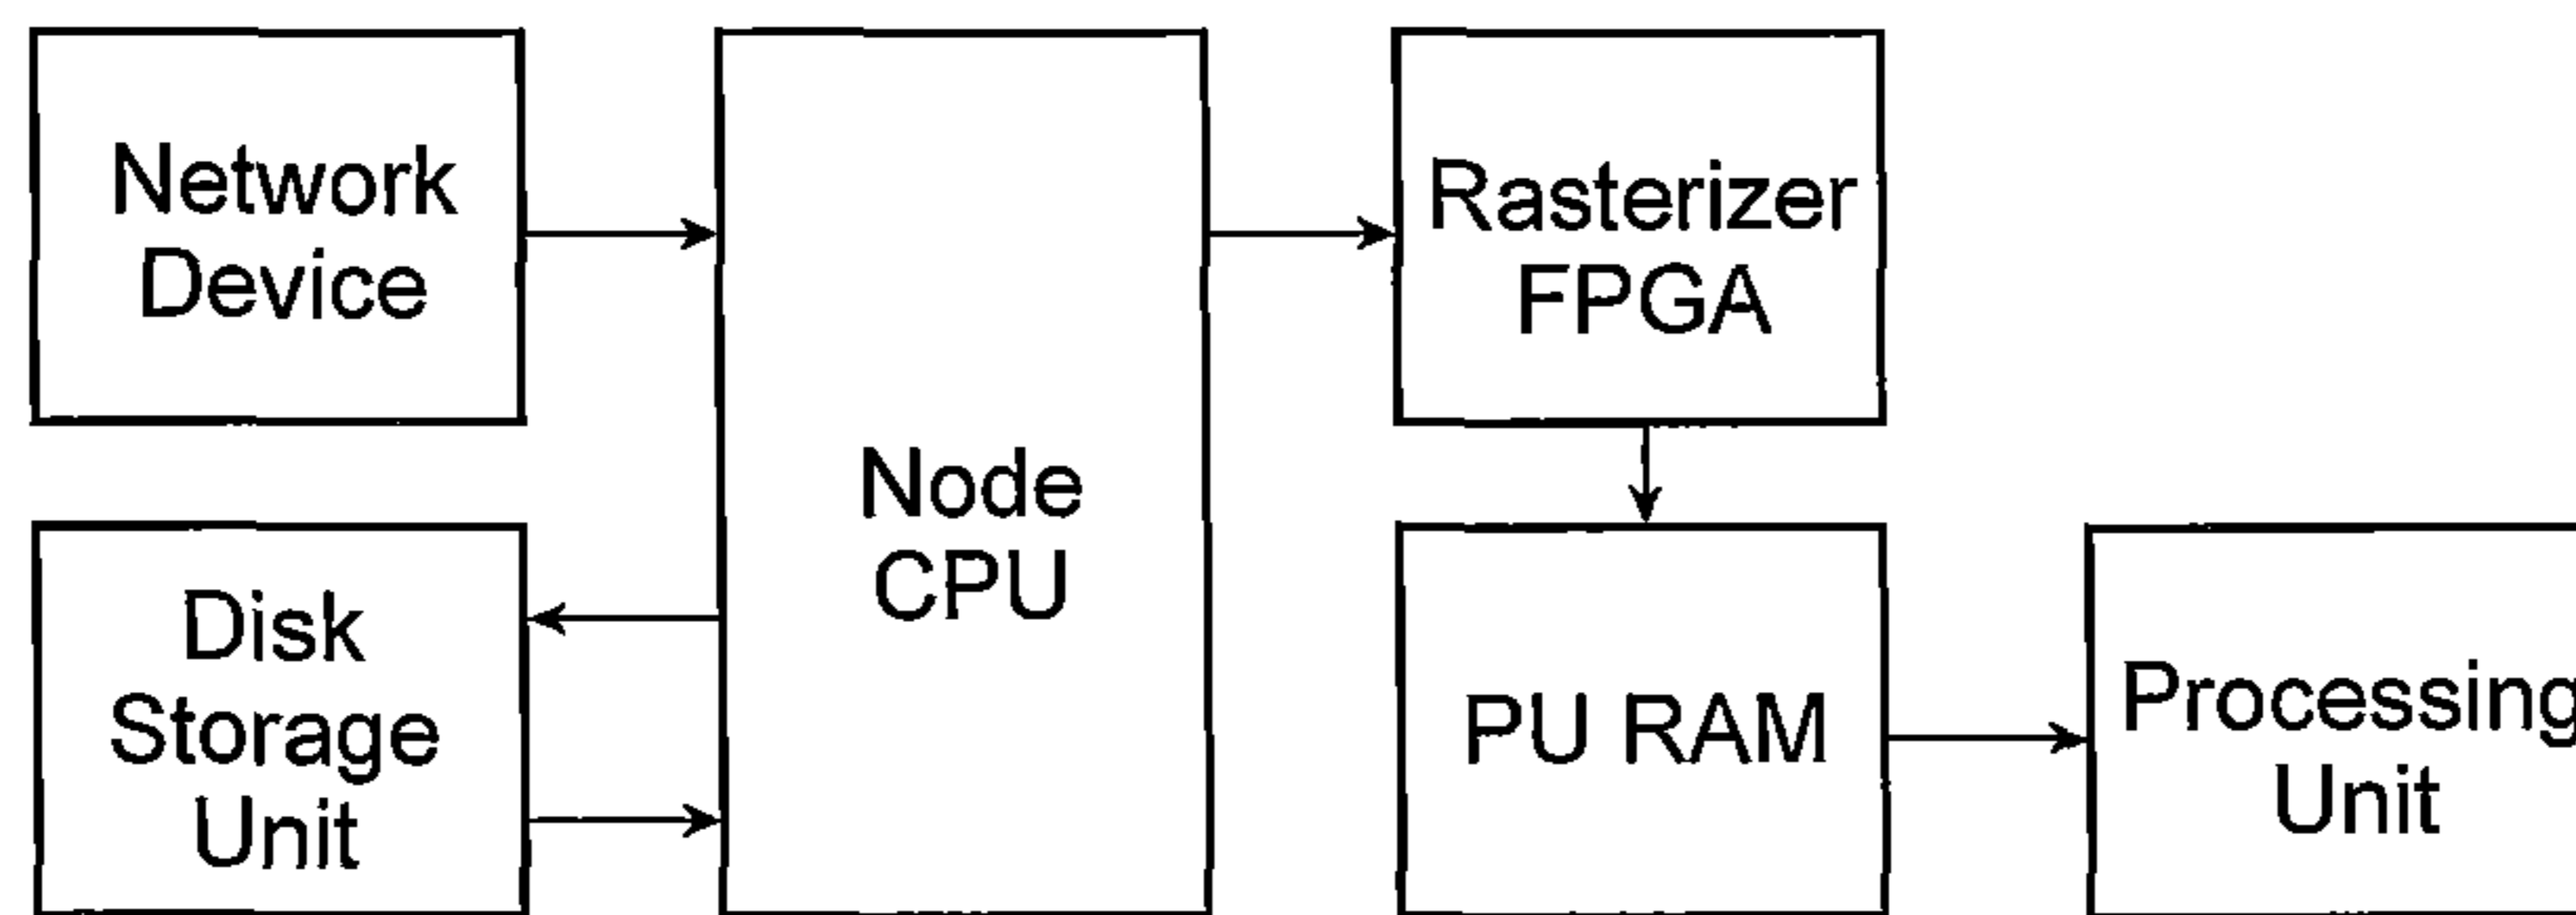 Network
Device
Node
CPU
Rasterizer
FPGA
Disk
Storage
Unit
PU RAM
Processing
Unit